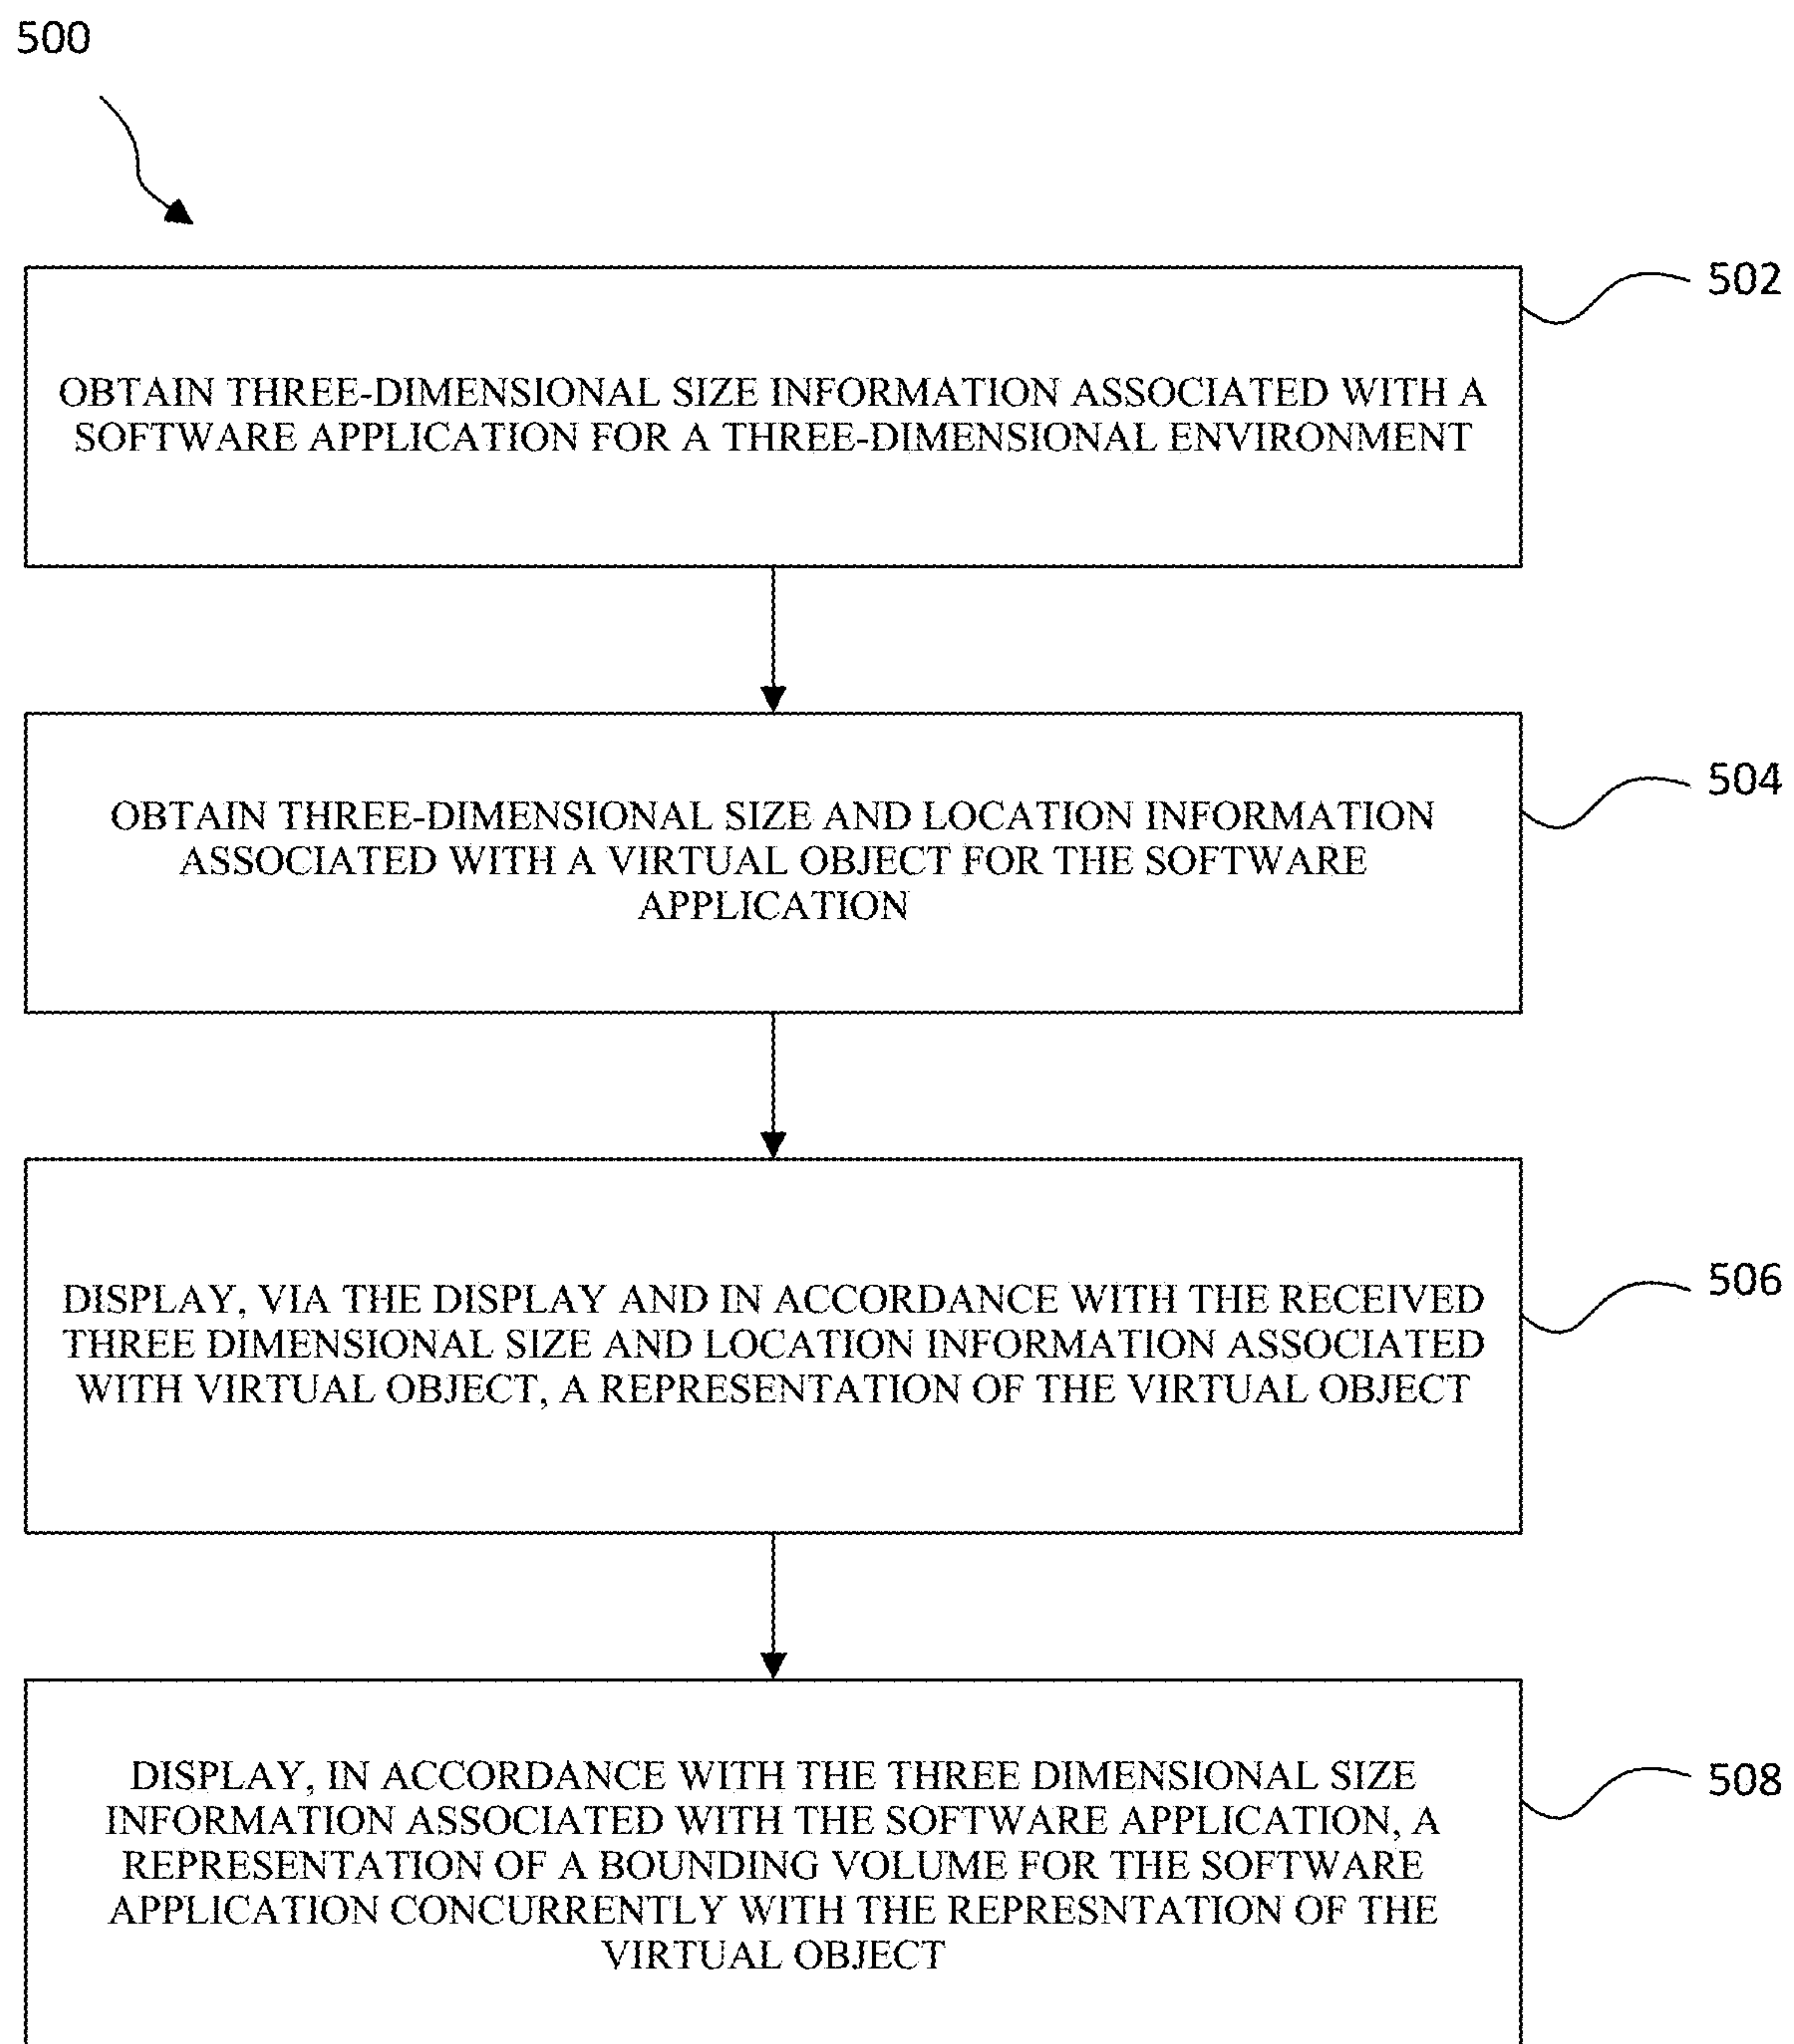 500
502
OBTAIN THREE-DIMENSIONAL SIZE INFORMATION ASSOCIATED WITH A
SOFTWARE APPLICATION FOR A THREE-DIMENSIONAL ENVIRONMENT
504
OBTAIN THREE-DIMENSIONAL SIZE AND LOCATION INFORMATION
ASSOCIATED WITH A VIRTUAL OBJECT FOR THE SOFTWARE
APPLICATION
506
DISPLAY, VIA THE DISPLAY AND IN ACCORDANCE WITH THE RECEIVED
THREE DIMENSIONAL SIZE AND LOCATION INFORMATION ASSOCIATED
WITH VIRTUAL OBJECT, A REPRESENTATION OF THE VIRTUAL OBJECT
508
DISPLAY, IN ACCORDANCE WITH THE THREE DIMENSIONAL SIZE
INFORMATION ASSOCIATED WITH THE SOFTWARE APPLICATION, A
REPRESENTATION OF A BOUNDING VOLUME FOR THE SOFTWARE
APPLICATION CONCURRENTLY WITH THE REPRESNTATION OF THE
VIRTUAL OBJECT